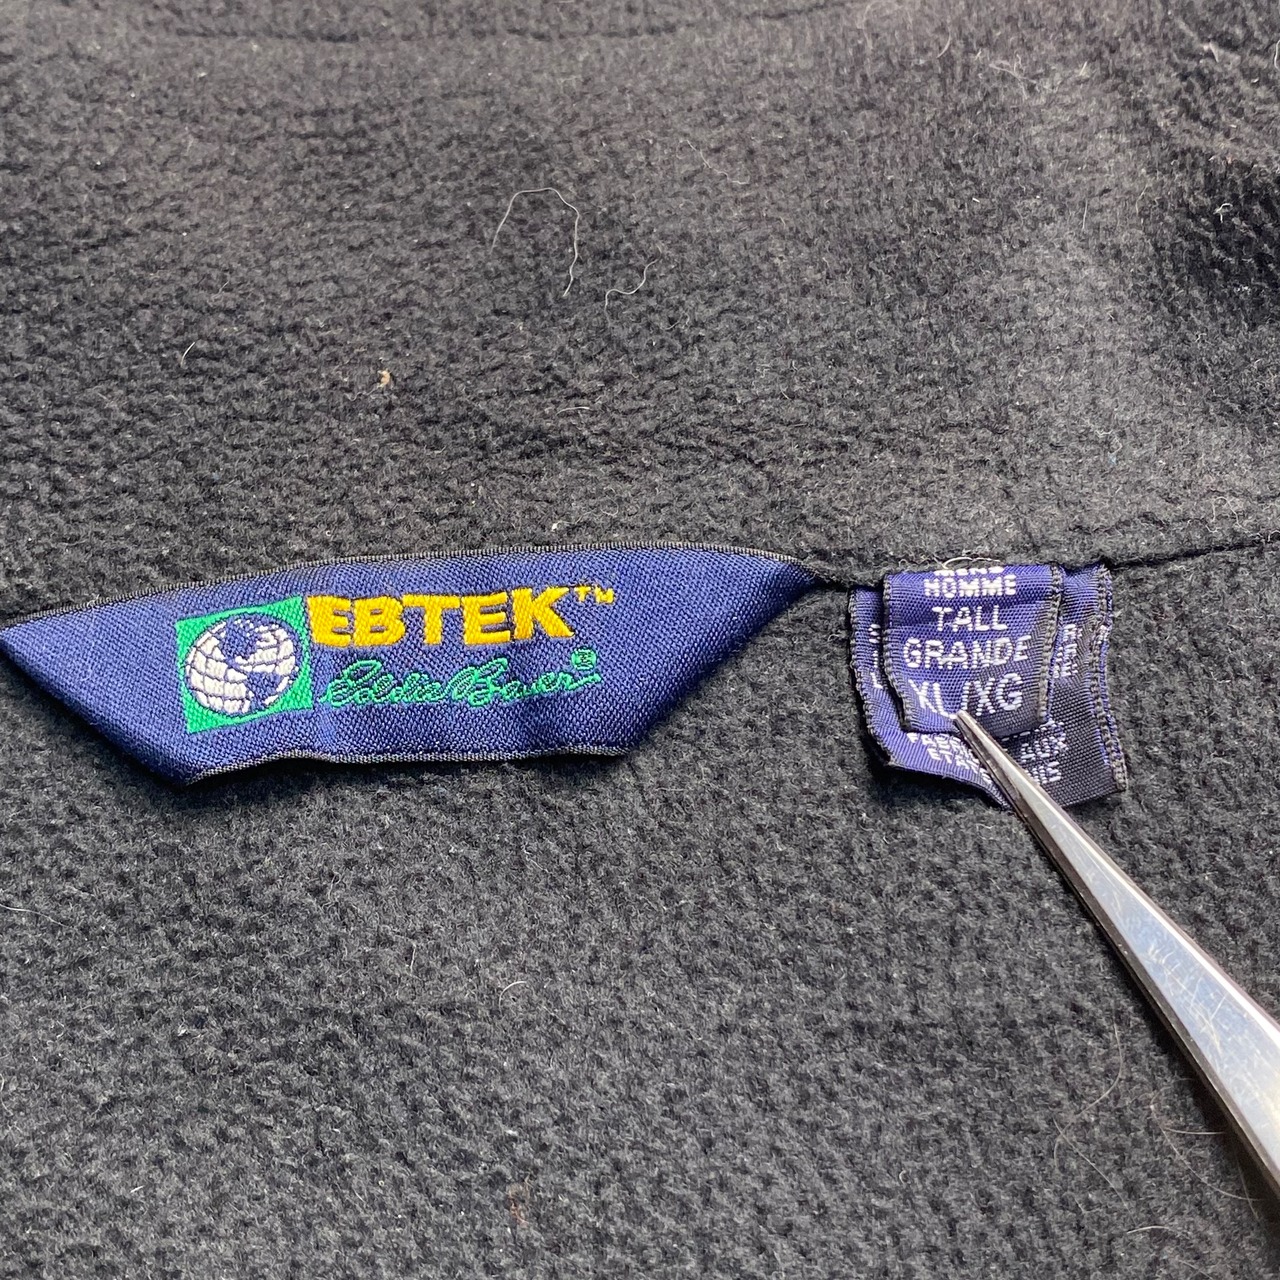 EBTEK™
Eddie Bauer®
HOMME
TALL
GRANDE
XL/XG